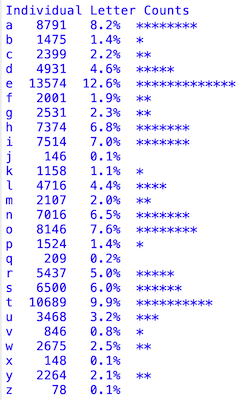 Individual Letter Counts
a 8791 8.2% ********
b 1475 1.4% *
c 2399 2.2% **
d 4931 4.6% *****
e 13574 12.6% *************
f 2001 1.9% **
g 2531 2.3% **
h 7374 6.8% *******
i 7514 7.0% *******
j 146 0.1%
k 1158 1.1% *
l 4716 4.4% ****
m 2107 2.0% **
n 7016 6.5% *******
o 8146 7.6% ********
p 1524 1.4% *
q 209 0.2%
r 5437 5.0% *****
s 6500 6.0% ******
t 10689 9.9% **********
u 3468 3.2% ***
v 846 0.8% *
w 2675 2.5% **
x 148 0.1%
y 2264 2.1% **
z 78 0.1%